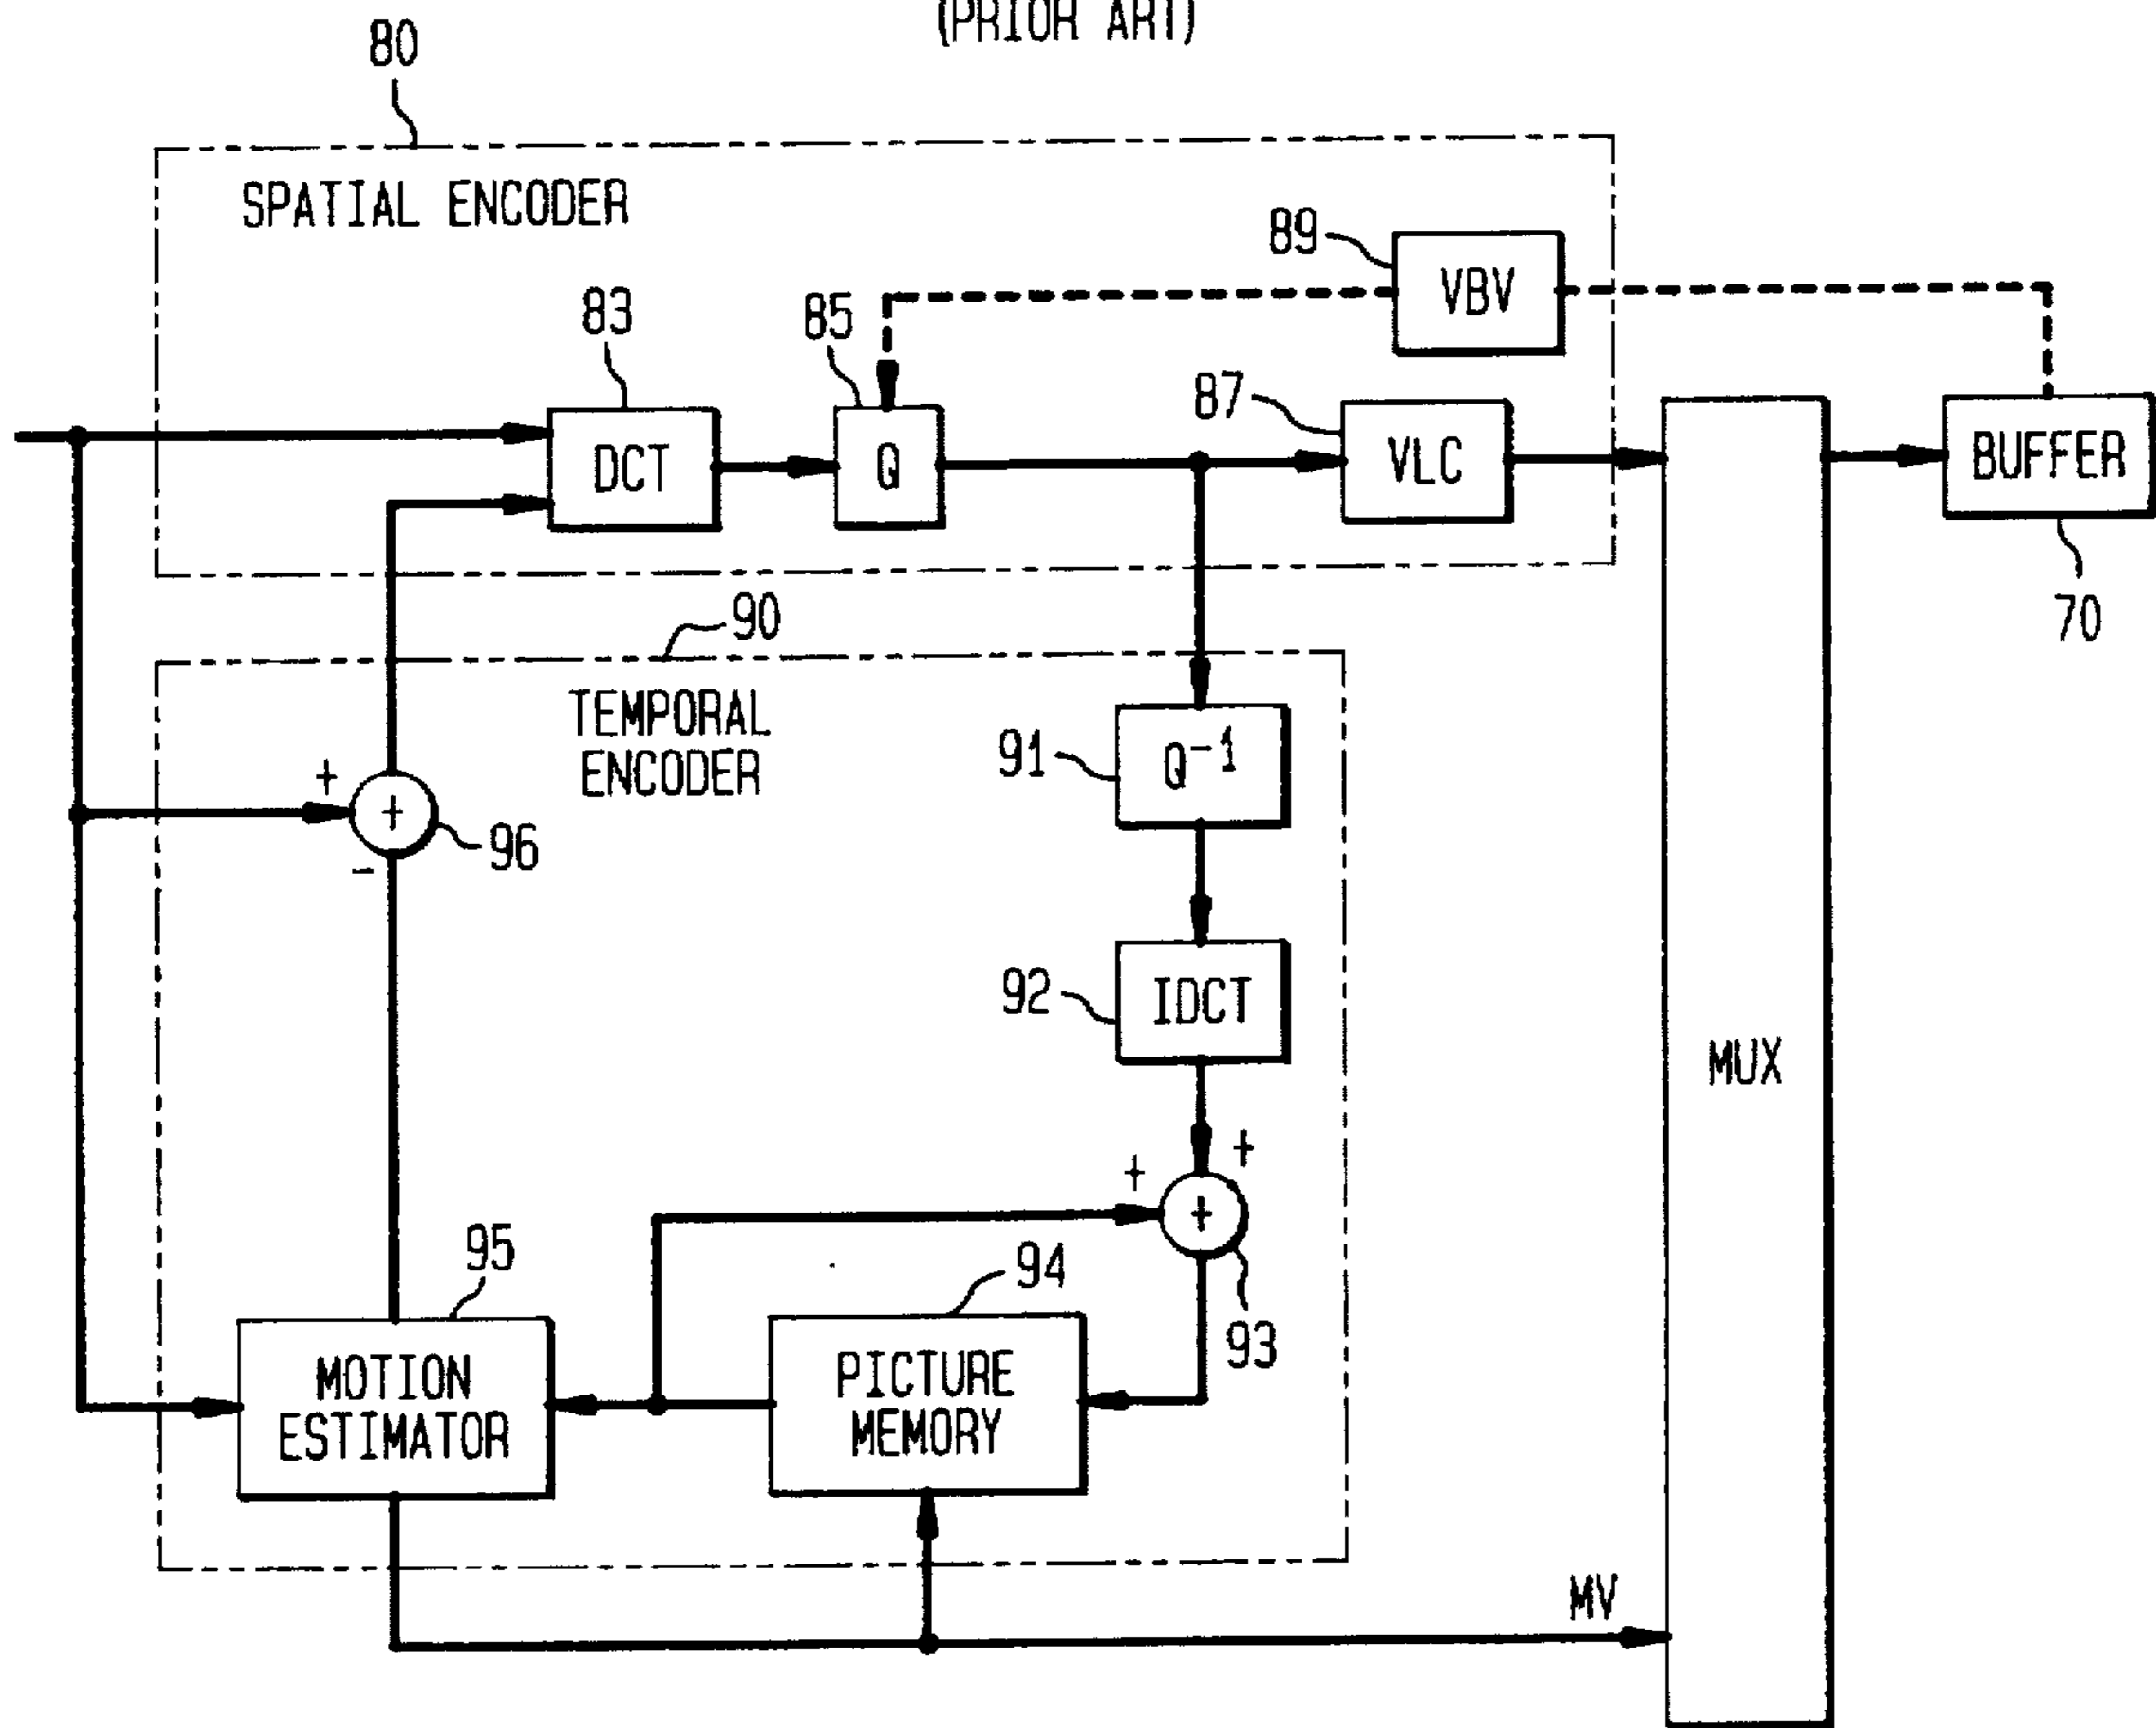 (PRIOR ART)
80
SPATIAL ENCODER
89
VBV
83
85
87
DCT
Q
VLC
BUFFER
70
90
TEMPORAL
ENCODER
91
Q⁻¹
+
+
96
-
92
IDCT
MUX
+
+
+
93
95
94
MOTION
ESTIMATOR
PICTURE
MEMORY
MV